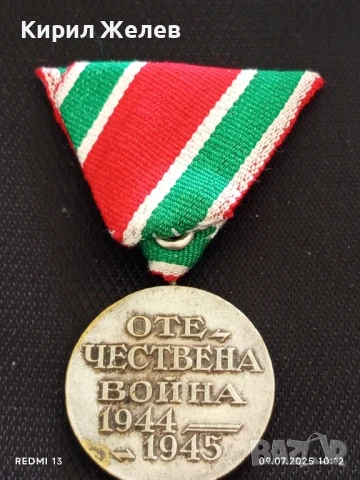 Кирил Желев
ОТЕ-
ЧЕСТВЕНА
ВОЙНА
1944 —
— 1945
REDMI 13
09.07.2025 10:12